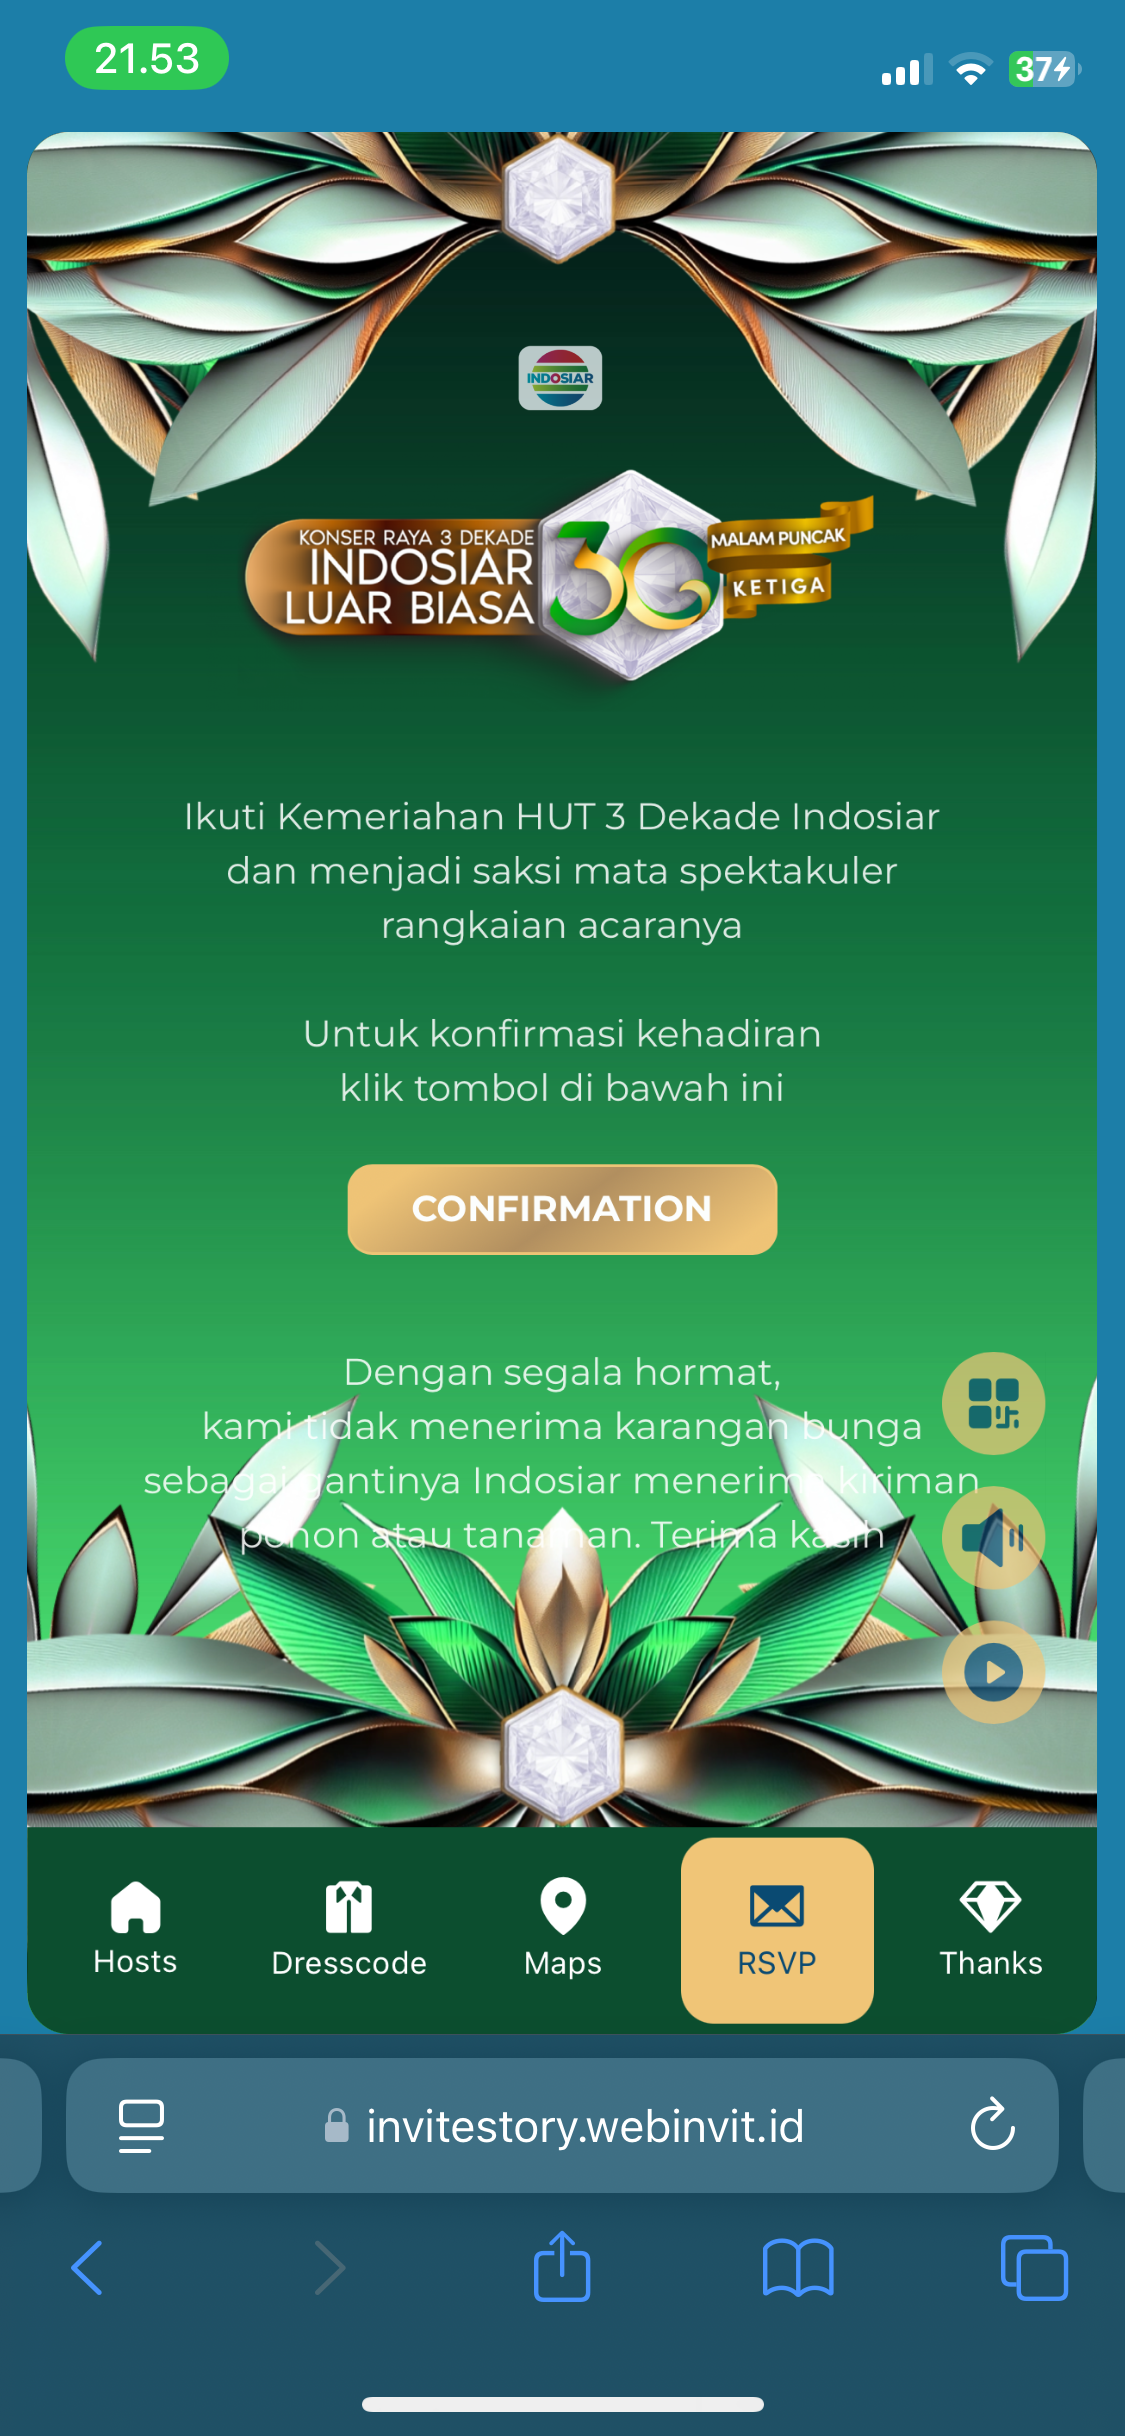 21.53
37
INDOSIAR
KONSER RAYA 3 DEKADE
INDOSIAR
LUAR BIASA
30
MALAM PUNCAK
KETIGA
Ikuti Kemeriahan HUT 3 Dekade Indosiar
dan menjadi saksi mata spektakuler
rangkaian acaranya
Untuk konfirmasi kehadiran
klik tombol di bawah ini
CONFIRMATION
Dengan segala hormat,
kami tidak menerima karangan bunga
sebagai gantinya Indosiar menerima kiriman
pohon atau tanaman. Terima kasih
Hosts
Dresscode
Maps
RSVP
Thanks
invitestory.webinvit.id